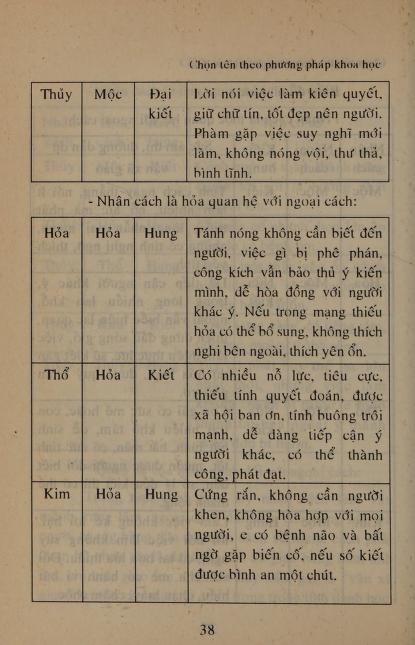 Chọn tên theo phương pháp khoa học
Thủy Mộc Đại kiết Lời nói việc làm kiên quyết,
giữ chữ tín, tốt đẹp nên người.
Phàm gặp việc suy nghĩ mới
làm, không nóng vội, thư thả,
bình tĩnh.
- Nhân cách là hỏa quan hệ với ngoại cách:
Hỏa Hỏa Hung Tánh nóng không cần biết đến
người, việc gì bị phê phán,
công kích vẫn bảo thủ ý kiến
mình, dễ hòa đồng với người
khác ý. Nếu trong mạng thiếu
hỏa có thể bổ sung, không thích
nghi bên ngoài, thích yên ổn.
Thổ Hỏa Kiết Có nhiều nỗ lực, tiêu cực,
thiếu tính quyết đoán, được
xã hội ban ơn, tính buông trôi
mạnh, dễ dàng tiếp cận ý
người khác, có thể thành
công, phát đạt.
Kim Hỏa Hung Cứng rắn, không cần người
khen, không hòa hợp với mọi
người, e có bệnh não và bất
ngờ gặp biến cố, nếu số kiết
được bình an một chút.
38